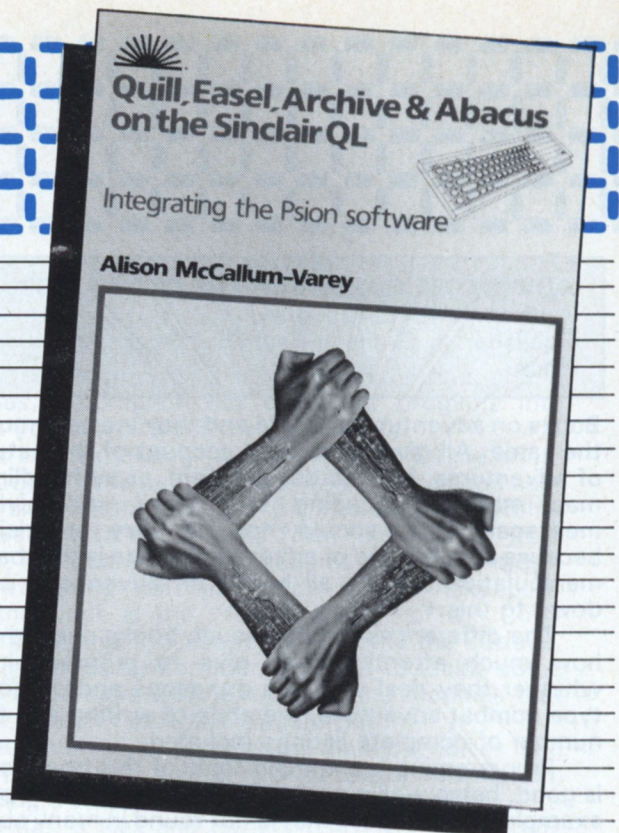 Quill, Easel, Archive & Abacus
on the Sinclair QL
Integrating the Psion software
Alison McCallum-Varey